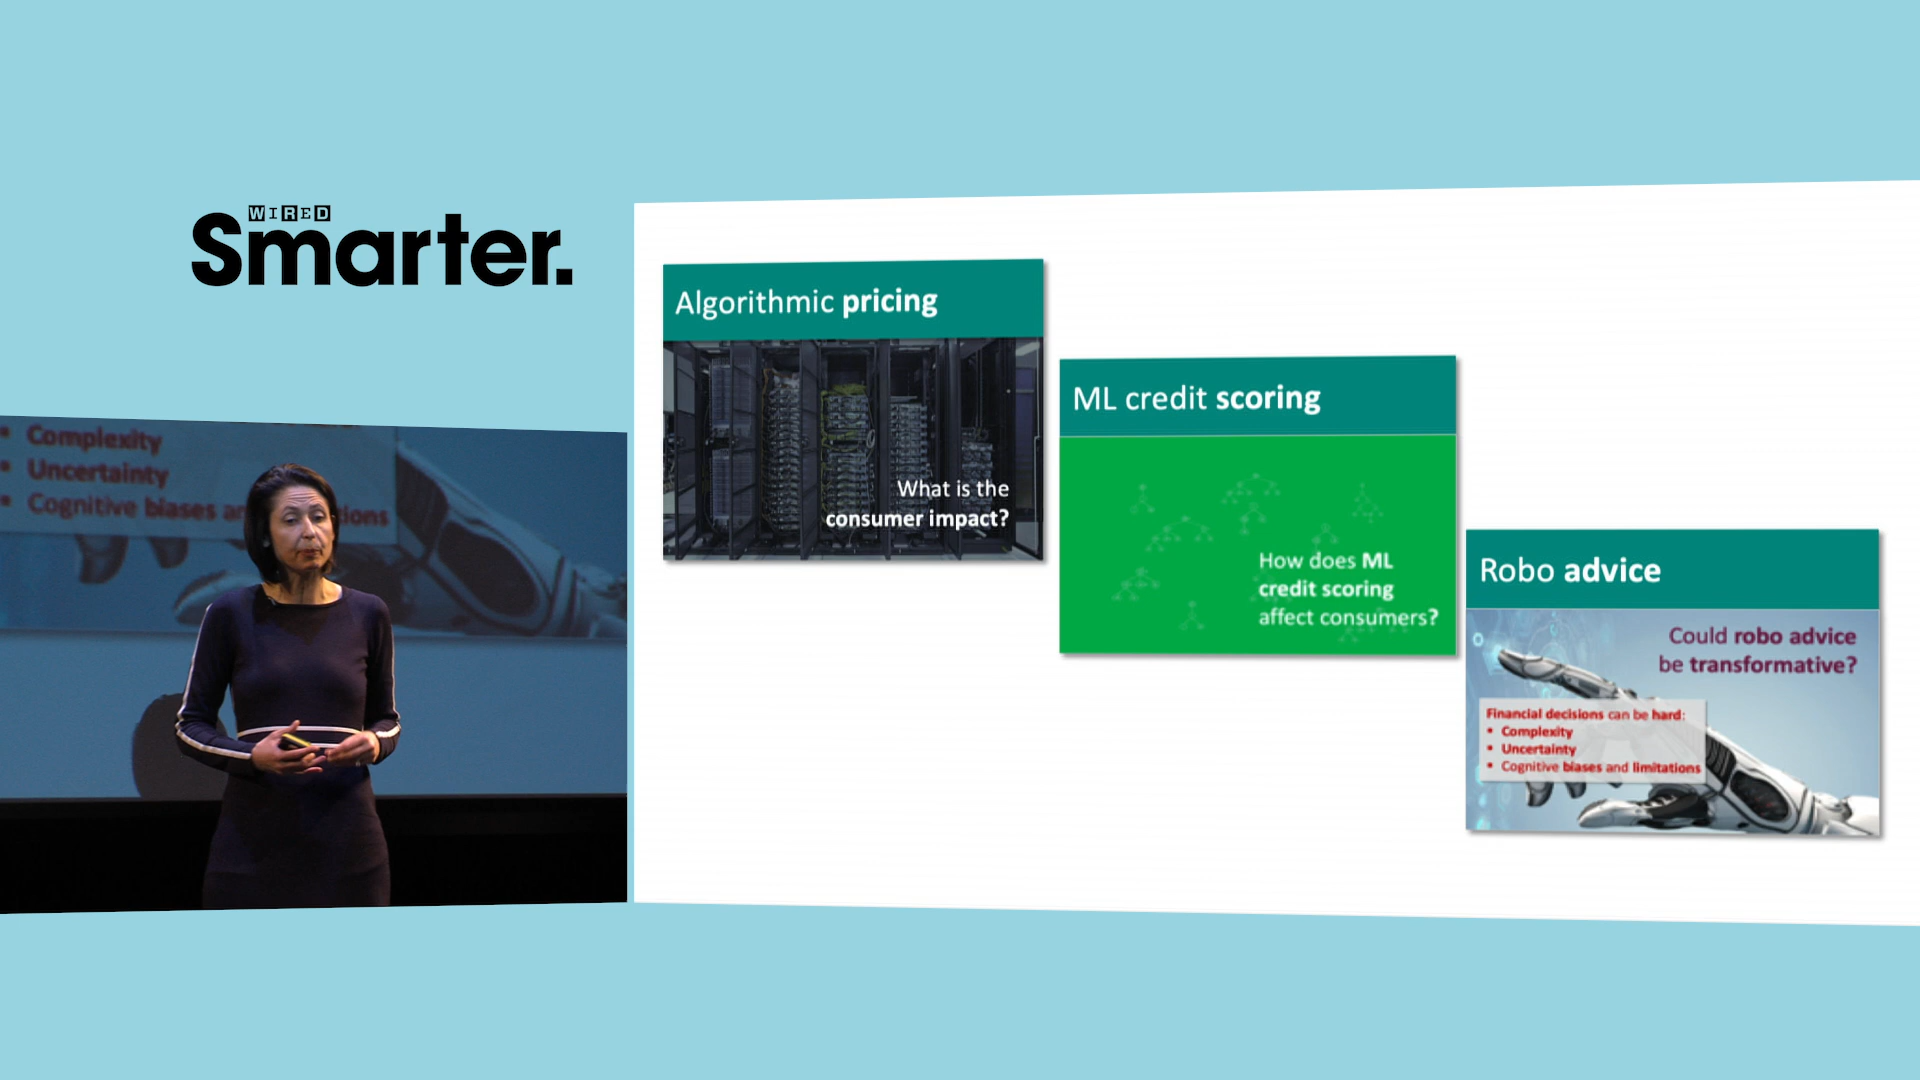 WIRED
Smarter.
Complexity
Uncertainty
Cognitive biases
Algorithmic pricing
What is the
consumer impact?
ML credit scoring
How does ML
credit scoring
affect consumers?
Robo advice
Could robo advice
be transformative?
Financial decisions can be hard:
• Complexity
• Uncertainty
• Cognitive biases and limitations